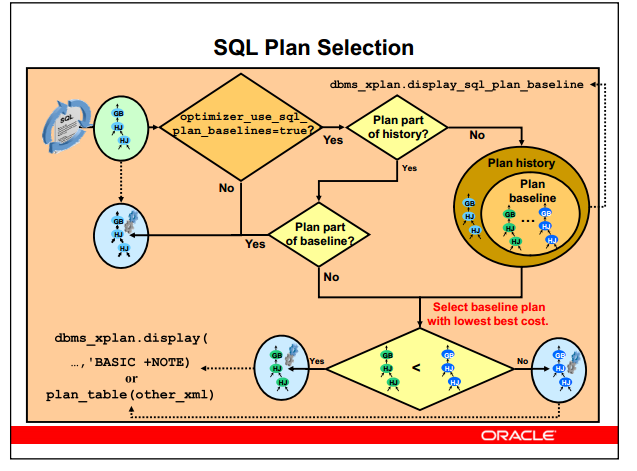 SQL Plan Selection
dbms_xplan.display_sql_plan_baseline
SQL
GB
HJ
HJ
optimizer_use_sql_
plan_baselines=true?
Yes
Plan part
of history?
No
Yes
No
Plan history
Plan
baseline
GB
HJ
HJ
GB
HJ
HJ
...
GB
HJ
HJ
GB
HJ
HJ
Yes
Plan part
of baseline?
No
Select baseline plan
with lowest best cost.
dbms_xplan.display(
…,'BASIC +NOTE)
or
plan_table(other_xml)
GB
HJ
HJ
Yes
GB
HJ
HJ
<
GB
HJ
HJ
No
GB
HJ
HJ
ORACLE